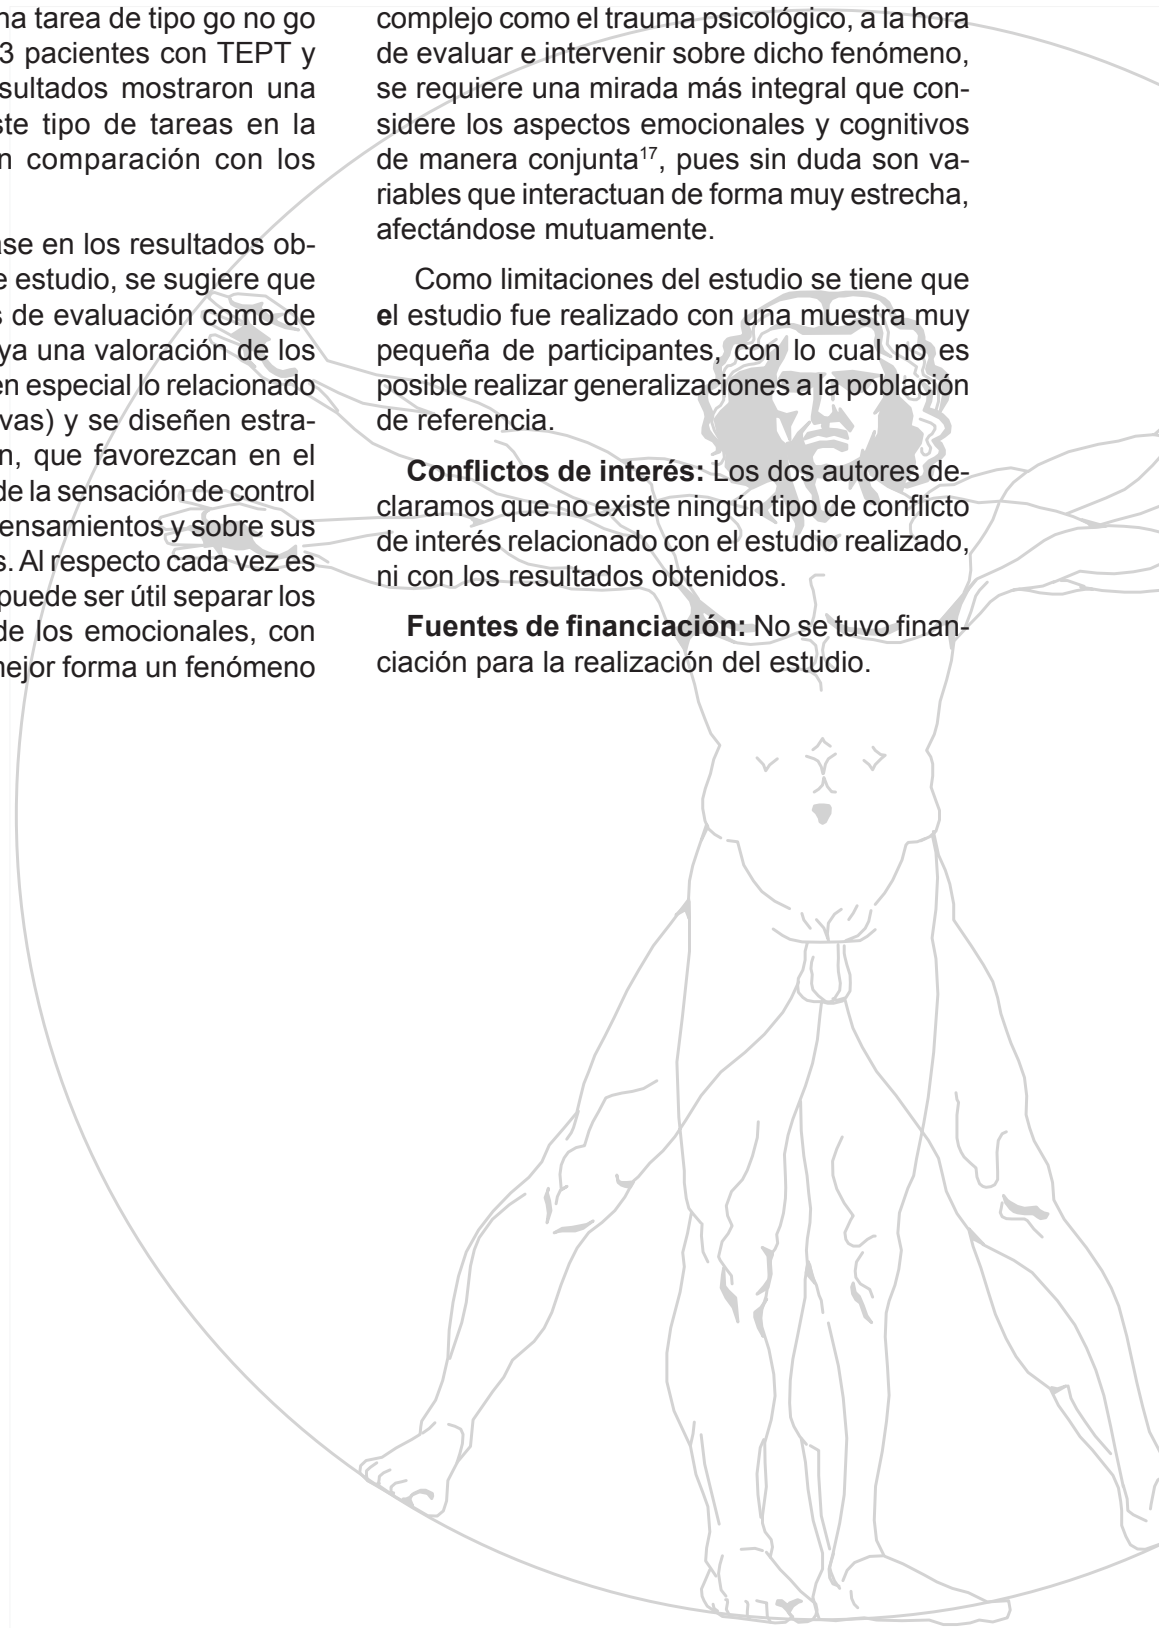 na tarea de tipo go no go
3 pacientes con TEPT y
sultados mostraron una
ste tipo de tareas en la
n comparación con los
ase en los resultados ob-
e estudio, se sugiere que
s de evaluación como de
ya una valoración de los
en especial lo relacionado
vas) y se diseñen estra-
n, que favorezcan en el
de la sensación de control
ensamientos y sobre sus
s. Al respecto cada vez es
puede ser útil separar los
de los emocionales, con
mejor forma un fenómeno
complejo como el trauma psicológico, a la hora
de evaluar e intervenir sobre dicho fenómeno,
se requiere una mirada más integral que con-
sidere los aspectos emocionales y cognitivos
de manera conjunta¹⁷, pues sin duda son va-
riables que interactuan de forma muy estrecha,
afectándose mutuamente.
Como limitaciones del estudio se tiene que
el estudio fue realizado con una muestra muy
pequeña de participantes, con lo cual no es
posible realizar generalizaciones a la población
de referencia.
Conflictos de interés: Los dos autores de-
claramos que no existe ningún tipo de conflicto
de interés relacionado con el estudio realizado,
ni con los resultados obtenidos.
Fuentes de financiación: No se tuvo finan-
ciación para la realización del estudio.